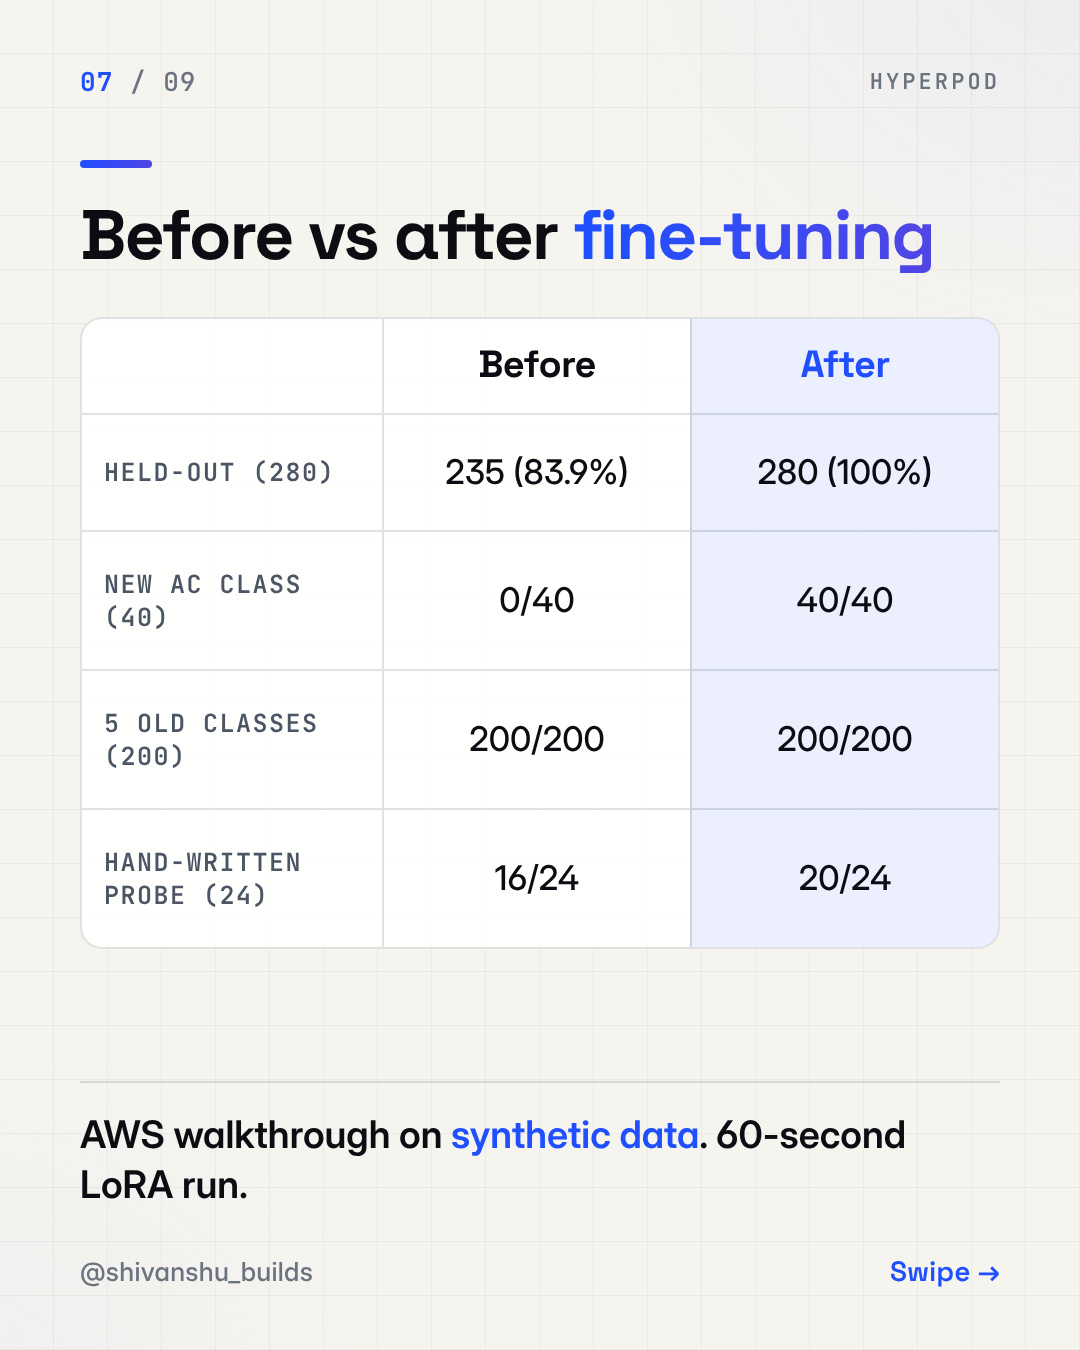 07 / 09
HYPERPOD
Before vs after fine-tuning
Before
After
HELD-OUT (280)
235 (83.9%)
280 (100%)
NEW AC CLASS
(40)
0/40
40/40
5 OLD CLASSES
(200)
200/200
200/200
HAND-WRITTEN
PROBE (24)
16/24
20/24
AWS walkthrough on synthetic data. 60-second
LoRA run.
@shivanshu_builds
Swipe →